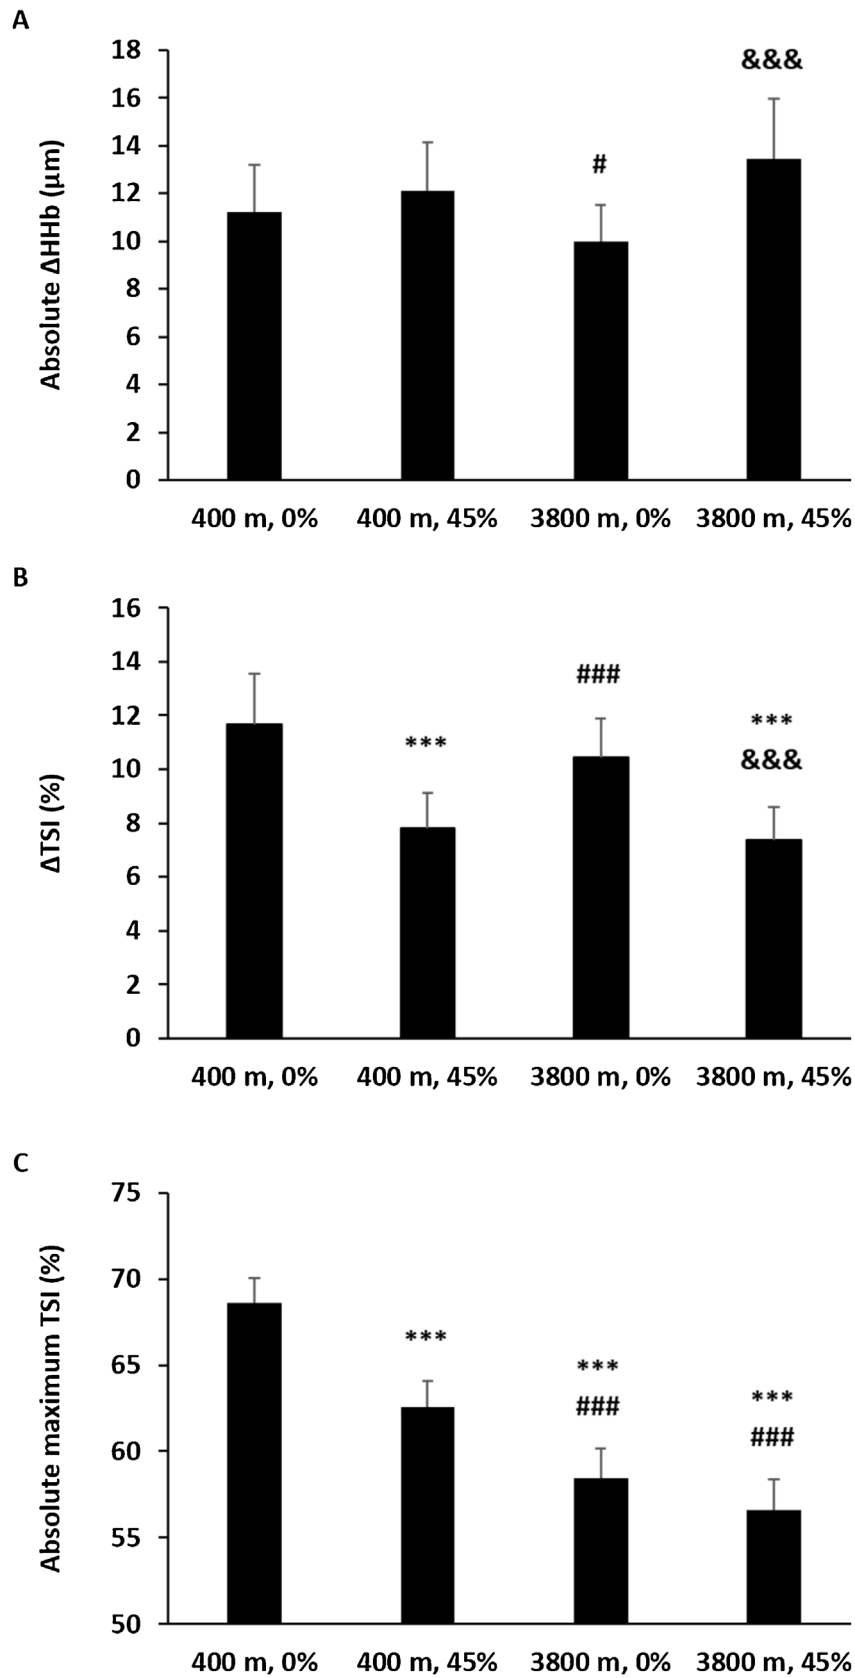 A
Absolute ΔHHb (µm)
18
16
14
12
10
8
6
4
2
0
#
&&&
400 m, 0%
400 m, 45%
3800 m, 0%
3800 m, 45%
B
ΔTSI (%)
16
14
12
10
8
6
4
2
0
***
###
***
&&&
400 m, 0%
400 m, 45%
3800 m, 0%
3800 m, 45%
C
Absolute maximum TSI (%)
75
70
65
60
55
50
***
***
###
***
###
400 m, 0%
400 m, 45%
3800 m, 0%
3800 m, 45%